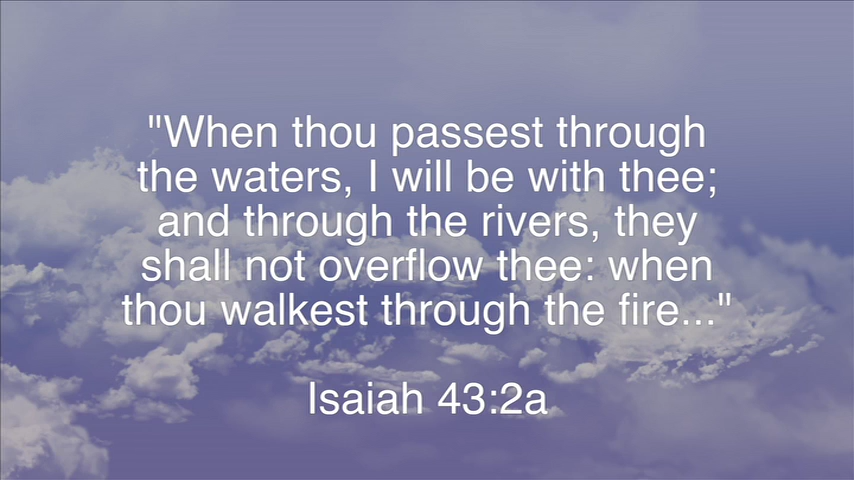 "When thou passest through
the waters, I will be with thee;
and through the rivers, they
shall not overflow thee: when
thou walkest through the fire..."
Isaiah 43:2a